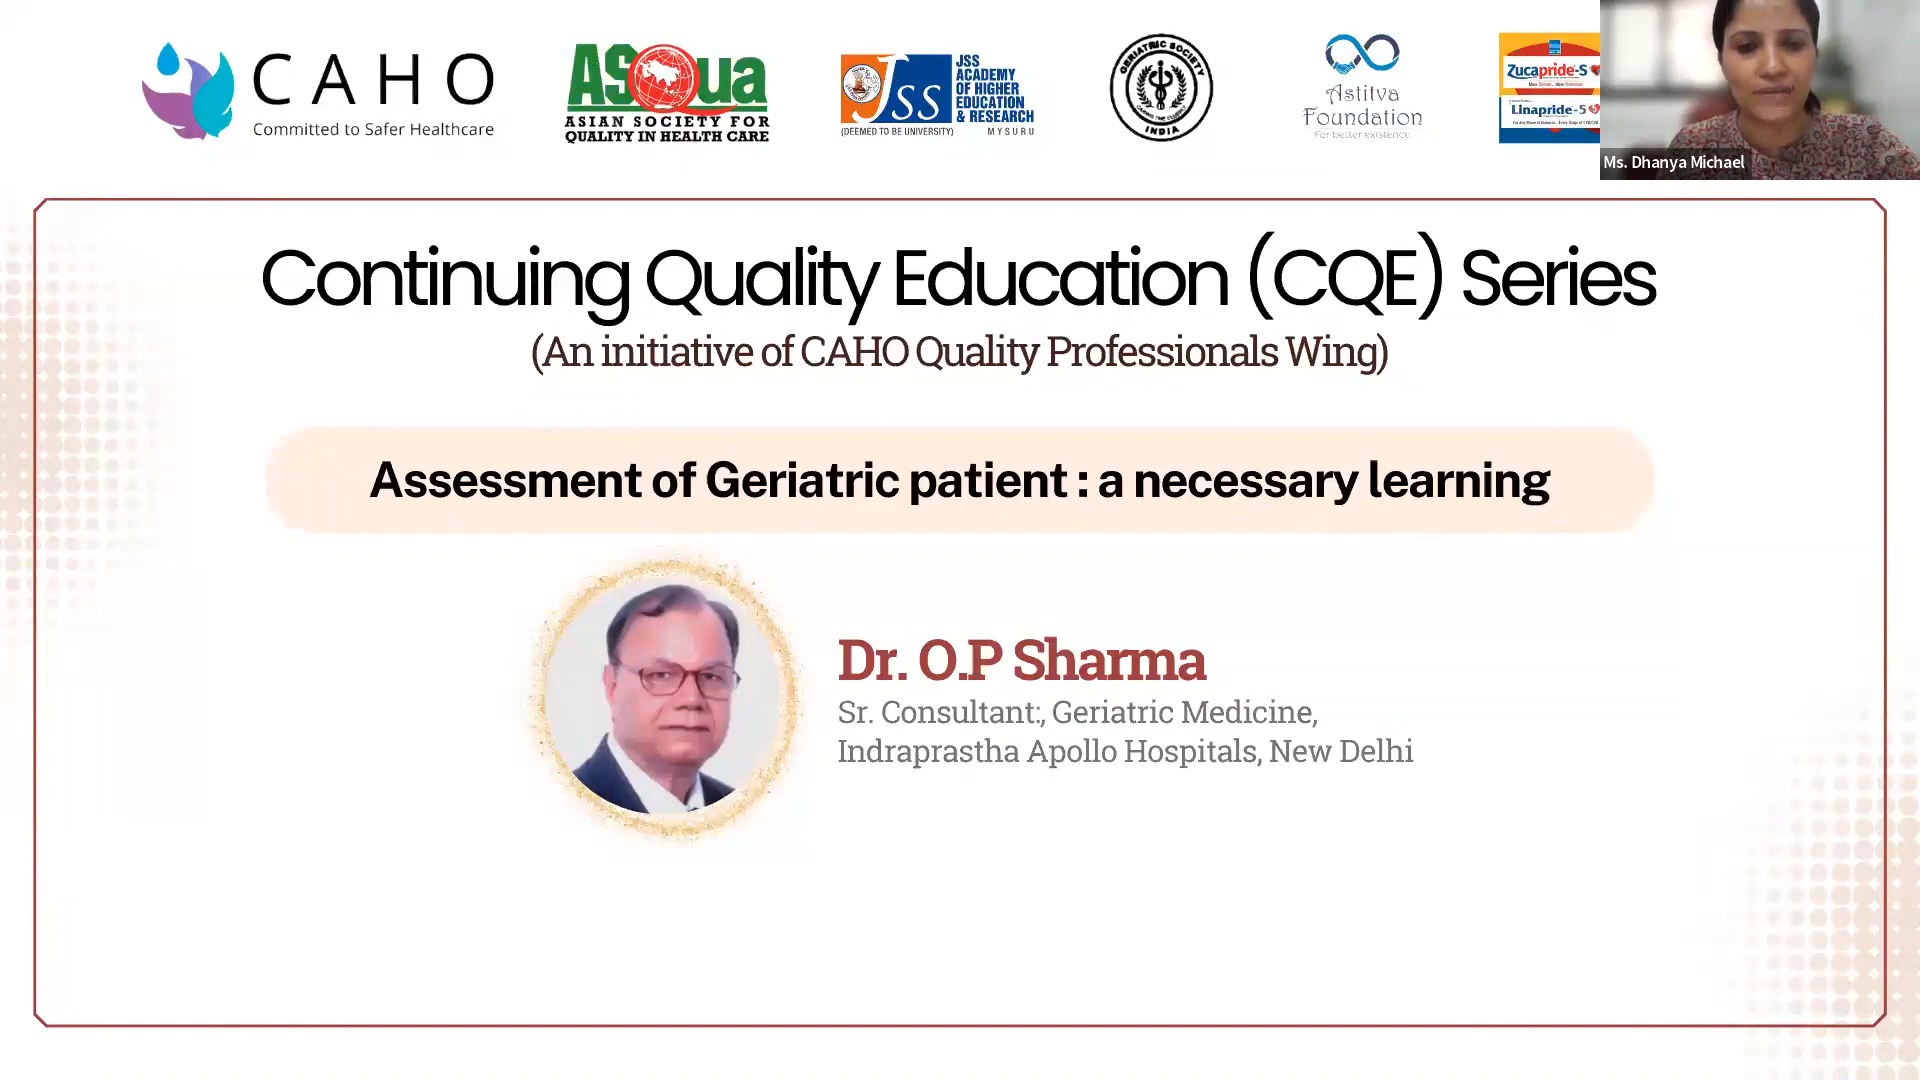 CAHO
Committed to Safer Healthcare
ASQua
ASIAN SOCIETY FOR
QUALITY IN HEALTH CARE
JSS
JSS
ACADEMY
OF HIGHER
EDUCATION
& RESEARCH
(DEEMED TO BE UNIVERSITY)
MYSURU
GERIATRIC SOCIETY
INDIA
Astitva
Foundation
For better existence
Zucapride-S
Linapride-5
Ms. Dhanya Michael
Continuing Quality Education (CQE) Series
(An initiative of CAHO Quality Professionals Wing)
Assessment of Geriatric patient : a necessary learning
Dr. O.P Sharma
Sr. Consultant:, Geriatric Medicine,
Indraprastha Apollo Hospitals, New Delhi